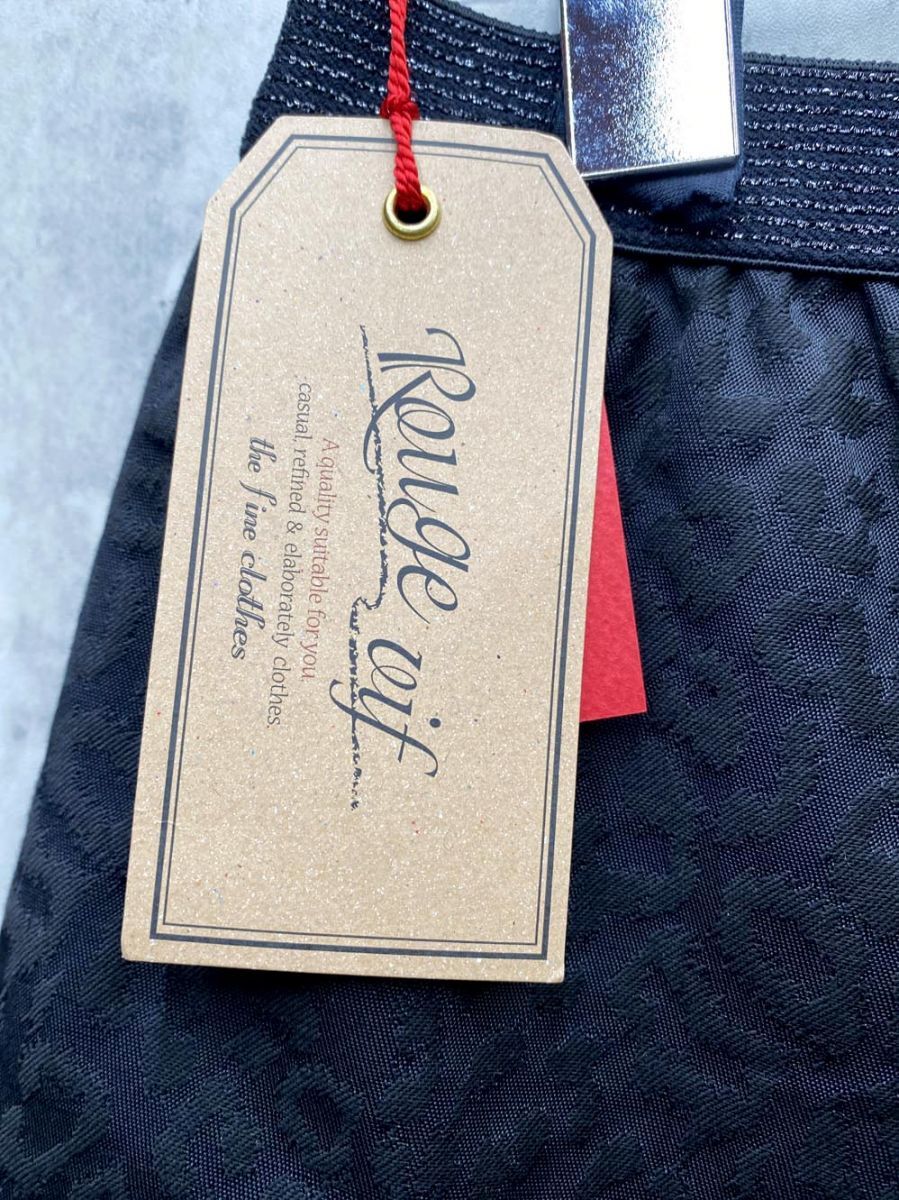 Rouge vif
A quality suitable for you.
casual, refined & elaborately clothes.
the fine clothes